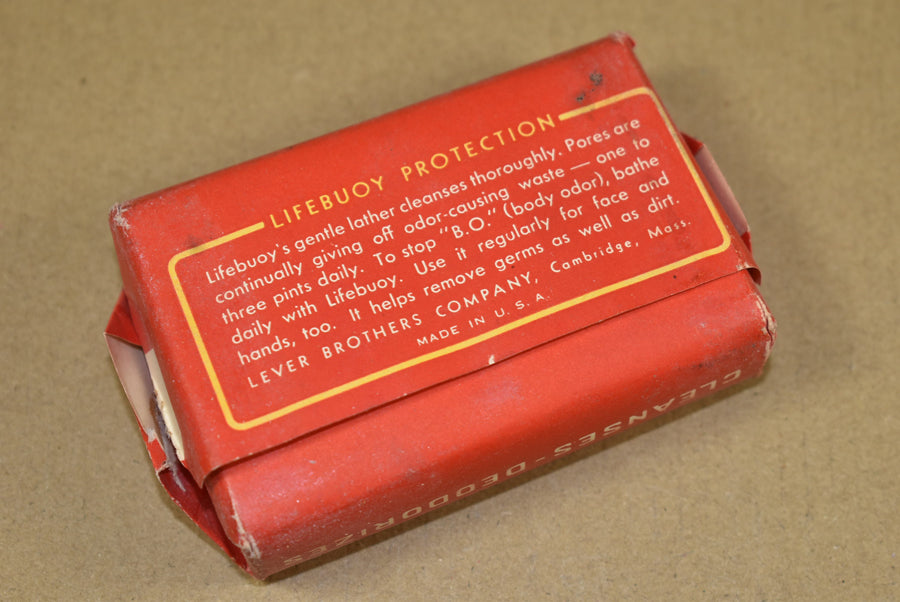 LIFEBUOY PROTECTION
Lifebuoy's gentle lather cleanses thoroughly. Pores are
continually giving off odor-causing waste — one to
three pints daily. To stop "B.O." (body odor), bathe
daily with Lifebuoy. Use it regularly for face and
hands, too. It helps remove germs as well as dirt.
LEVER BROTHERS COMPANY, Cambridge, Mass.
MADE IN U. S. A.
CLEANSES-DEODORIZES